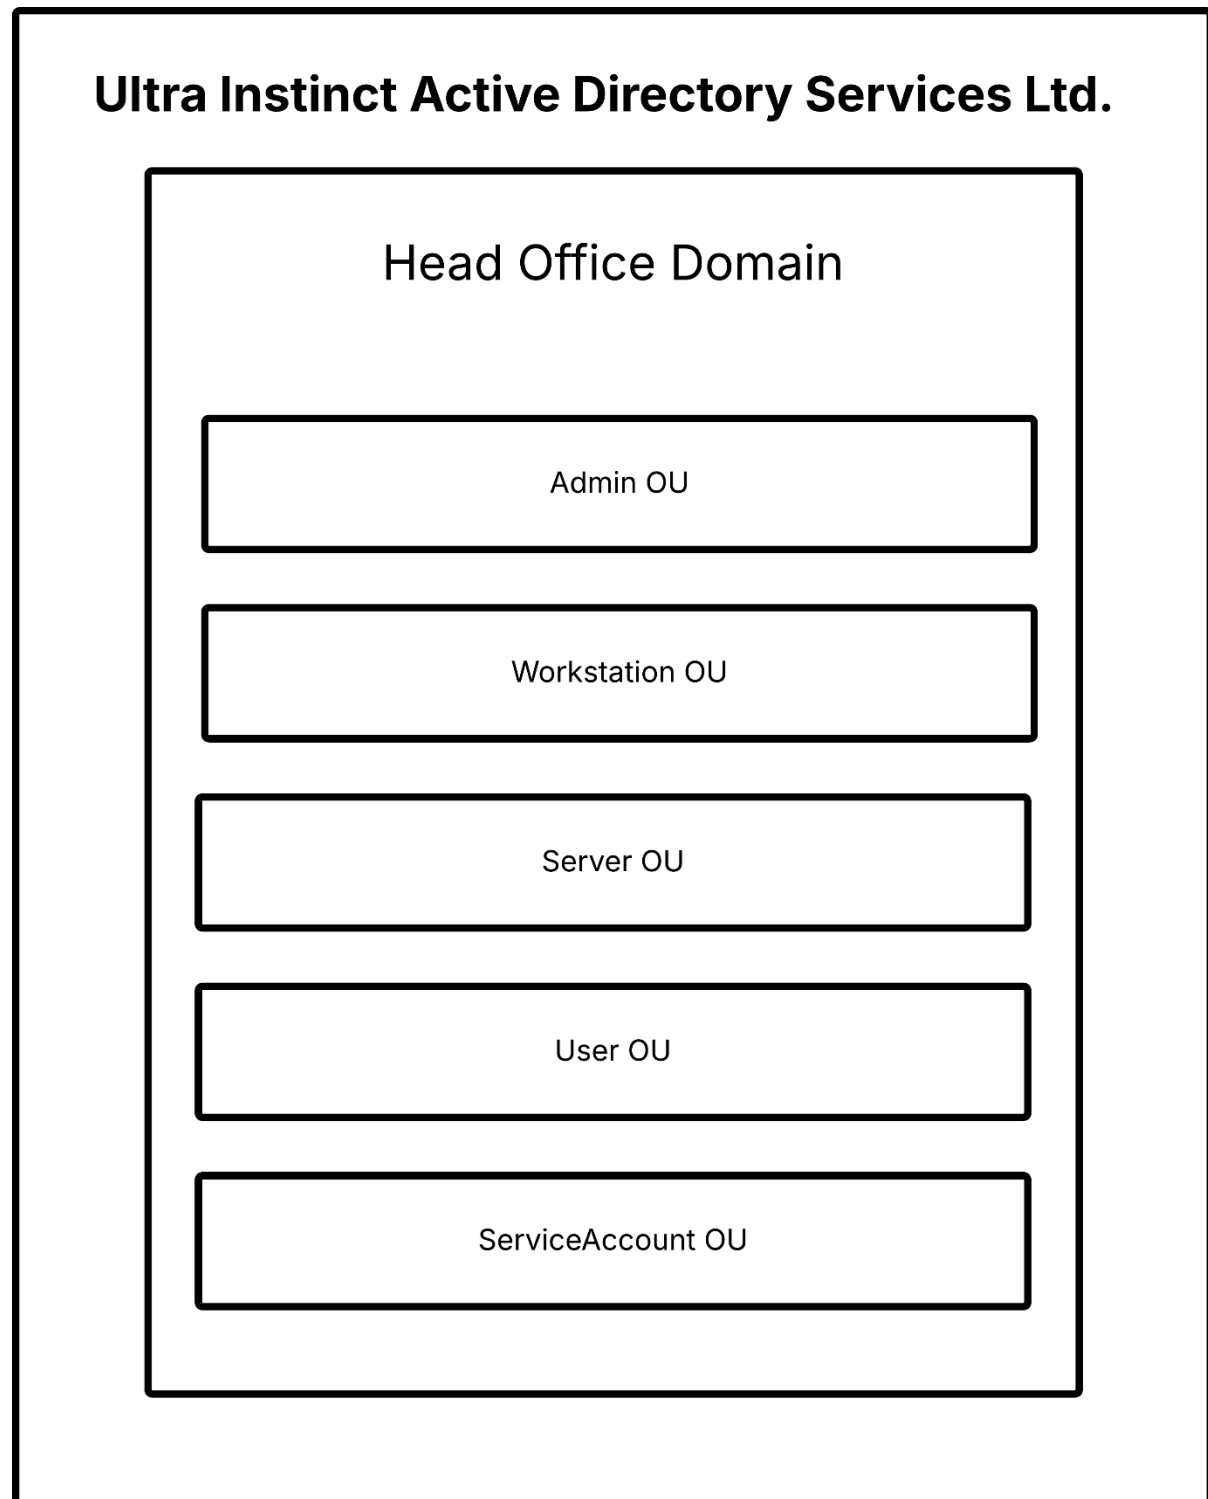 Ultra Instinct Active Directory Services Ltd.
Head Office Domain
Admin OU
Workstation OU
Server OU
User OU
ServiceAccount OU